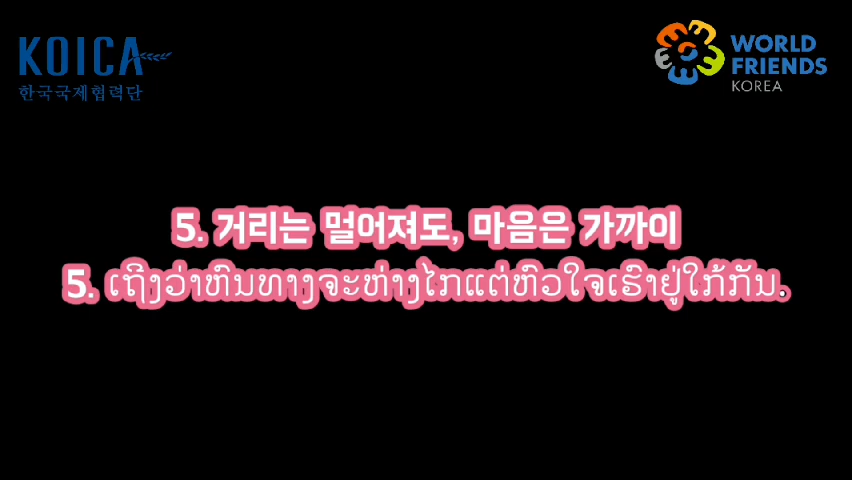 KOICA
한국국제협력단
WORLD
FRIENDS
KOREA
5. 거리는 멀어져도, 마음은 가까이
5. ເຖີງວ່າຫົນທາງຈະຫ່າງໄກແຕ່ຫົວໃຈເຮົາຢູ່ໃກ້ກັນ.